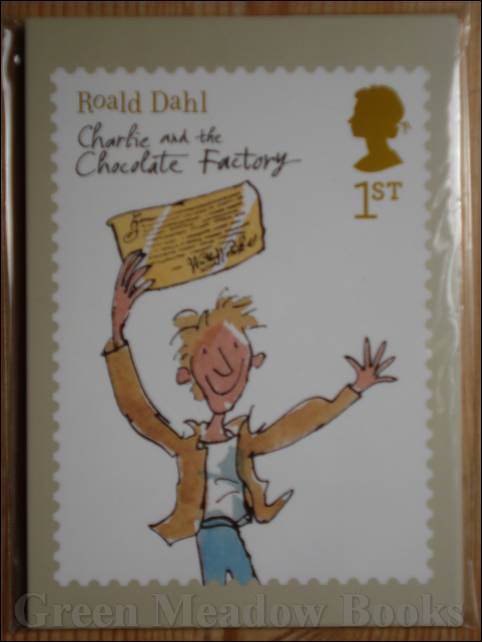 Roald Dahl
Charlie and the
Chocolate Factory
1ST
Green Meadow Books